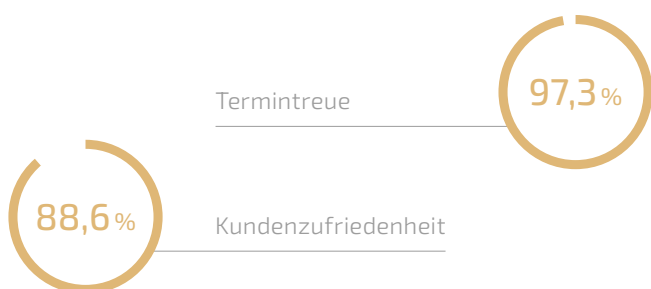 Termintreue
97,3 %
88,6 %
Kundenzufriedenheit